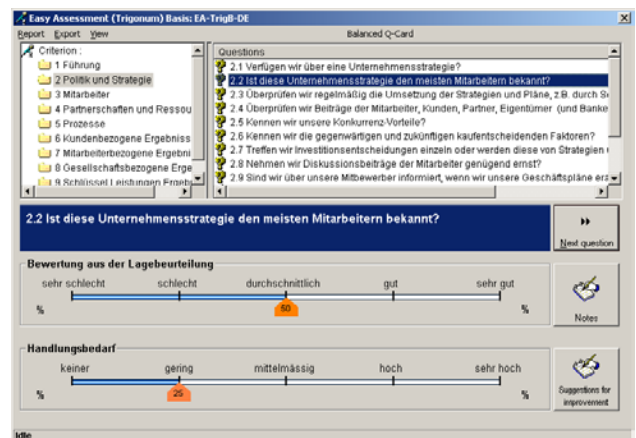 Easy Assessment (Trigonum) Basis: EA-TrigB-DE
Report Export View Balanced Q-Card
Criterion :
1 Führung
2 Politik und Strategie
3 Mitarbeiter
4 Partnerschaften und Ressou
5 Prozesse
6 Kundenbezogene Ergebniss
7 Mitarbeiterbezogene Ergebni
8 Gesellschaftsbezogene Erge
9 Schlüssel Leistungen Ergebn
Questions
2.1 Verfügen wir über eine Unternehmensstrategie?
2.2 Ist diese Unternehmensstrategie den meisten Mitarbeitern bekannt?
2.3 Überprüfen wir regelmäßig die Umsetzung der Strategien und Pläne, z.B. durch S
2.4 Überprüfen wir Beiträge der Mitarbeiter, Kunden, Partner, Eigentümer (und Banke
2.5 Kennen wir unsere Konkurrenz-Vorteile?
2.6 Kennen wir die gegenwärtigen und zukünftigen kaufentscheidenden Faktoren?
2.7 Treffen wir Investitionsentscheidungen einzeln oder werden diese von Strategien
2.8 Nehmen wir Diskussionsbeiträge der Mitarbeiter genügend ernst?
2.9 Sind wir über unsere Mitbewerber informiert, wenn wir unsere Geschäftspläne ers
2.2 Ist diese Unternehmensstrategie den meisten Mitarbeitern bekannt?
Next question
Bewertung aus der Lagebeurteilung
sehr schlecht schlecht durchschnittlich gut sehr gut
% 50 %
Notes
Handlungsbedarf
keiner gering mittelmässig hoch sehr hoch
% 25 %
Suggestions for
improvement
Idle